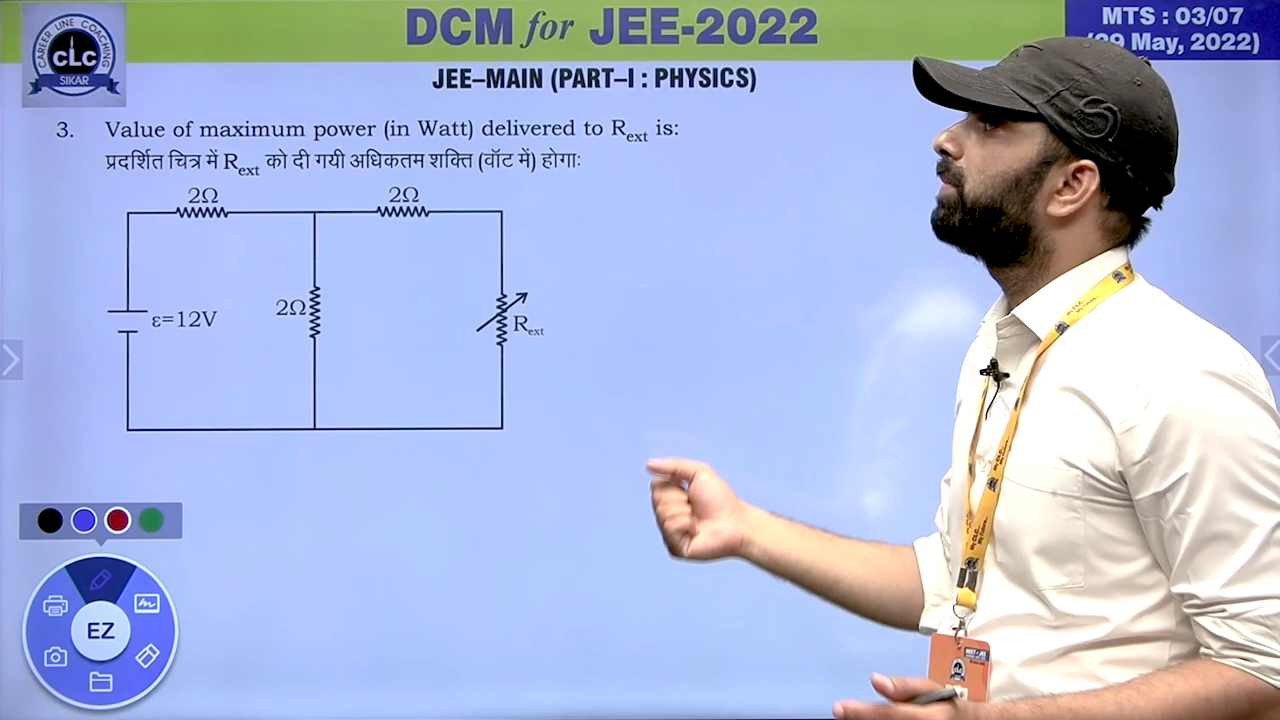 DCM for JEE-2022
MTS : 03/07
(29 May, 2022)
CAREER LINE COACHING
CLC
SIKAR
JEE–MAIN (PART–I : PHYSICS)
3. Value of maximum power (in Watt) delivered to Rext is:
प्रदर्शित चित्र में Rext को दी गयी अधिकतम शक्ति (वॉट में) होगा:
2Ω 2Ω
2Ω
ε=12V
Rext
EZ